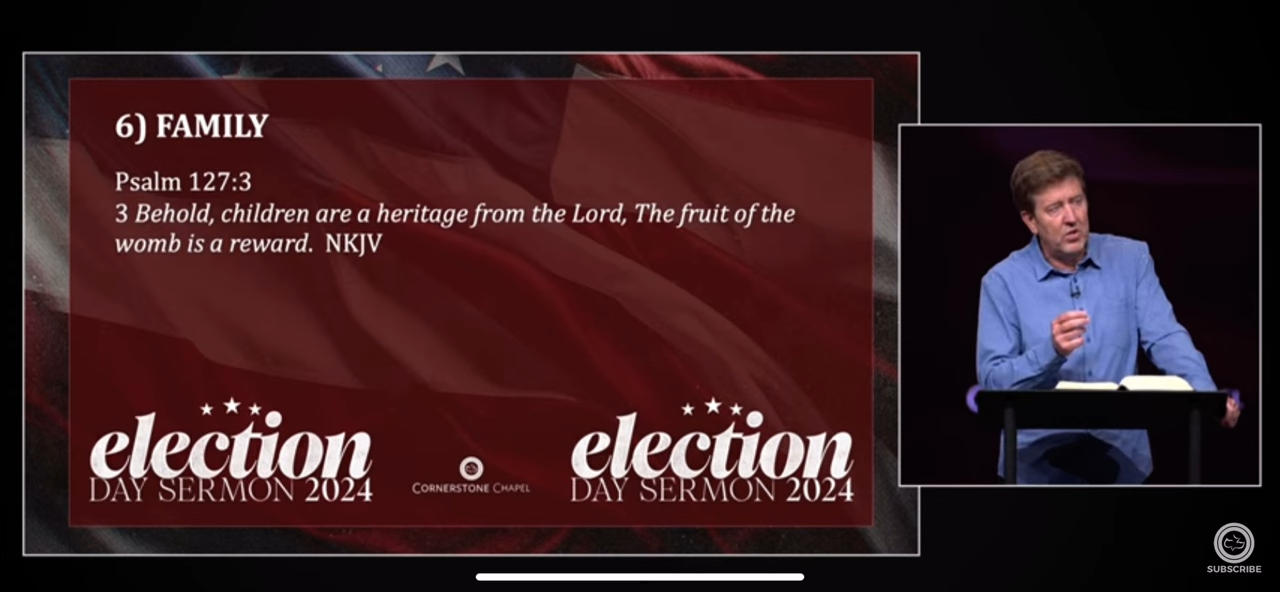 6) FAMILY
Psalm 127:3
3 Behold, children are a heritage from the Lord, The fruit of the
womb is a reward. NKJV
election
DAY SERMON 2024
CORNERSTONE CHAPEL
election
DAY SERMON 2024
SUBSCRIBE